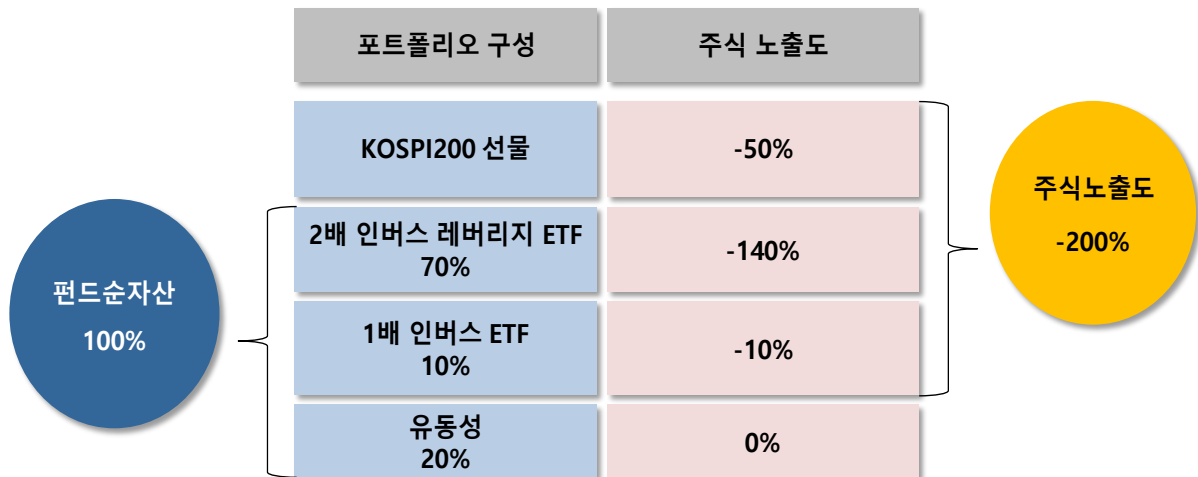 포트폴리오 구성
주식 노출도
KOSPI200 선물
-50%
2배 인버스 레버리지 ETF
70%
-140%
1배 인버스 ETF
10%
-10%
유동성
20%
0%
펀드순자산
100%
주식노출도
-200%